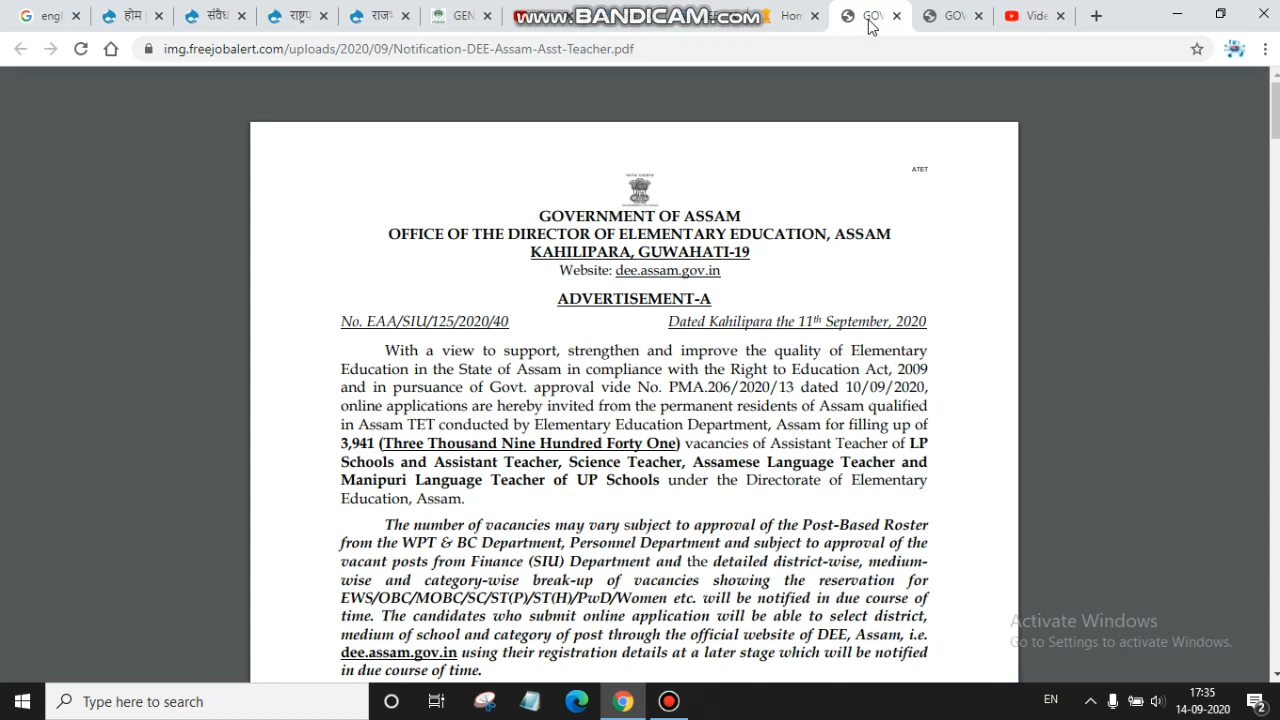 engl
होम
संवैध
राष्ट्रप
राज
GEN
www.BANDICAM.com
Hon
GOV
GOV
Vide
img.freejobalert.com/uploads/2020/09/Notification-DEE-Assam-Asst-Teacher.pdf
ATET
GOVERNMENT OF ASSAM
OFFICE OF THE DIRECTOR OF ELEMENTARY EDUCATION, ASSAM
KAHILIPARA, GUWAHATI-19
Website: dee.assam.gov.in
ADVERTISEMENT-A
No. EAA/SIU/125/2020/40 Dated Kahilipara the 11th September, 2020
With a view to support, strengthen and improve the quality of Elementary
Education in the State of Assam in compliance with the Right to Education Act, 2009
and in pursuance of Govt. approval vide No. PMA.206/2020/13 dated 10/09/2020,
online applications are hereby invited from the permanent residents of Assam qualified
in Assam TET conducted by Elementary Education Department, Assam for filling up of
3,941 (Three Thousand Nine Hundred Forty One) vacancies of Assistant Teacher of LP
Schools and Assistant Teacher, Science Teacher, Assamese Language Teacher and
Manipuri Language Teacher of UP Schools under the Directorate of Elementary
Education, Assam.
The number of vacancies may vary subject to approval of the Post-Based Roster
from the WPT & BC Department, Personnel Department and subject to approval of the
vacant posts from Finance (SIU) Department and the detailed district-wise, medium-
wise and category-wise break-up of vacancies showing the reservation for
EWS/OBC/MOBC/SC/ST(P)/ST(H)/PwD/Women etc. will be notified in due course of
time. The candidates who submit online application will be able to select district,
medium of school and category of post through the official website of DEE, Assam, i.e.
dee.assam.gov.in using their registration details at a later stage which will be notified
in due course of time.
Activate Windows
Go to Settings to activate Windows.
Type here to search
EN
17:35
14-09-2020
2